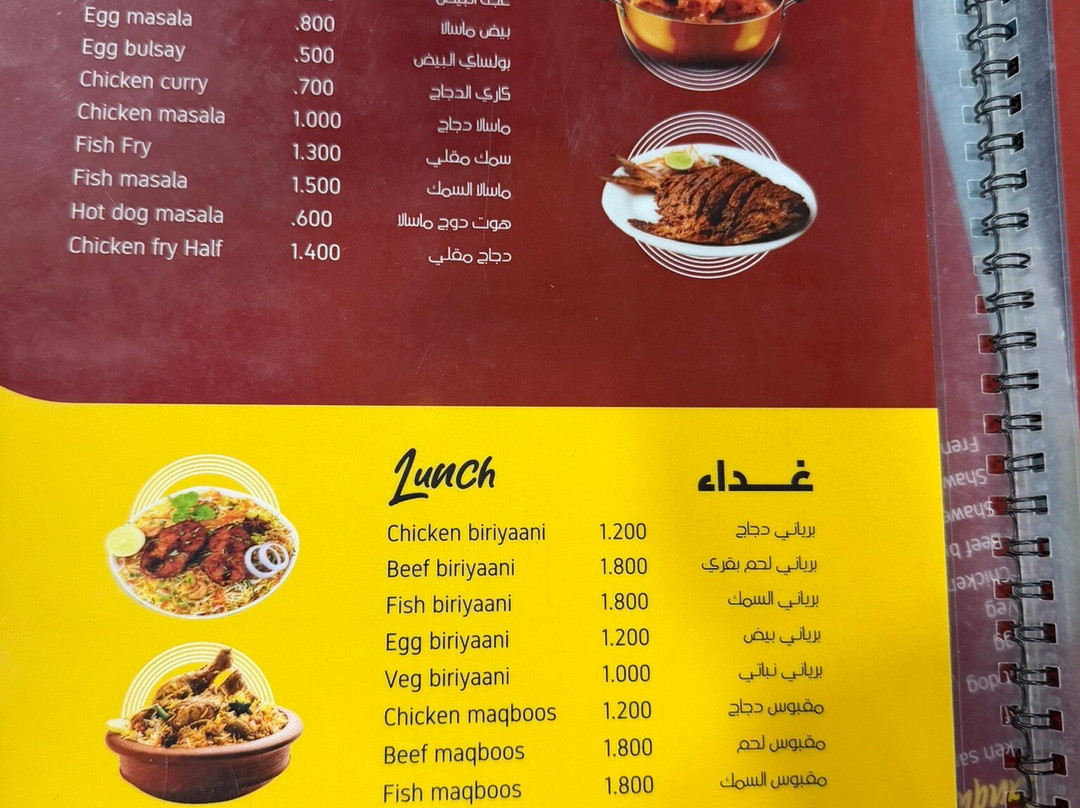 Egg masala .800 بيض ماسالا
Egg bulsay .500 بولساي البيض
Chicken curry .700 كاري الدجاج
Chicken masala 1.000 ماسالا دجاج
Fish Fry 1.300 سمك مقلي
Fish masala 1.500 ماسالا السمك
Hot dog masala .600 هوت دوج ماسالا
Chicken fry Half 1.400 دجاج مقلي
Lunch غداء
Chicken biriyaani 1.200 برياني دجاج
Beef biriyaani 1.800 برياني لحم بقري
Fish biriyaani 1.800 برياني السمك
Egg biriyaani 1.200 برياني بيض
Veg biriyaani 1.000 برياني نباتي
Chicken maqboos 1.200 مقبوس دجاج
Beef maqboos 1.800 مقبوس لحم
Fish maqboos 1.800 مقبوس السمك